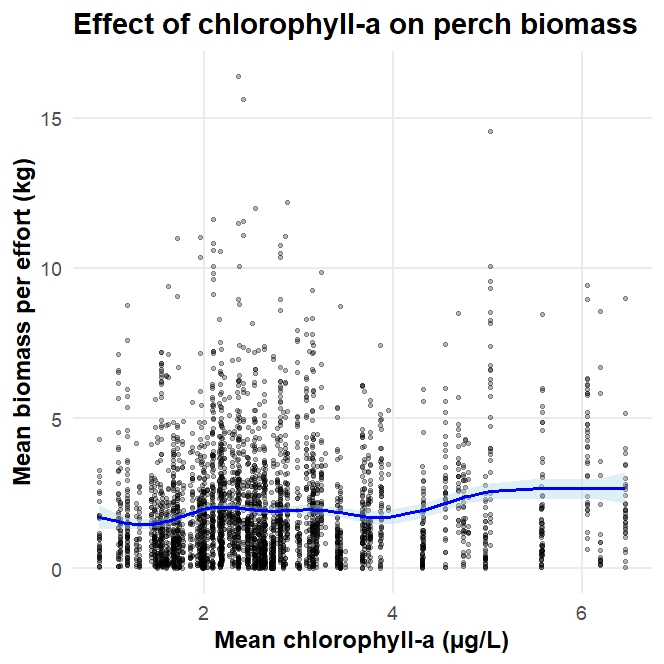 Effect of chlorophyll-a on perch biomass
Mean biomass per effort (kg)
15
10
5
0
2 4 6
Mean chlorophyll-a (µg/L)